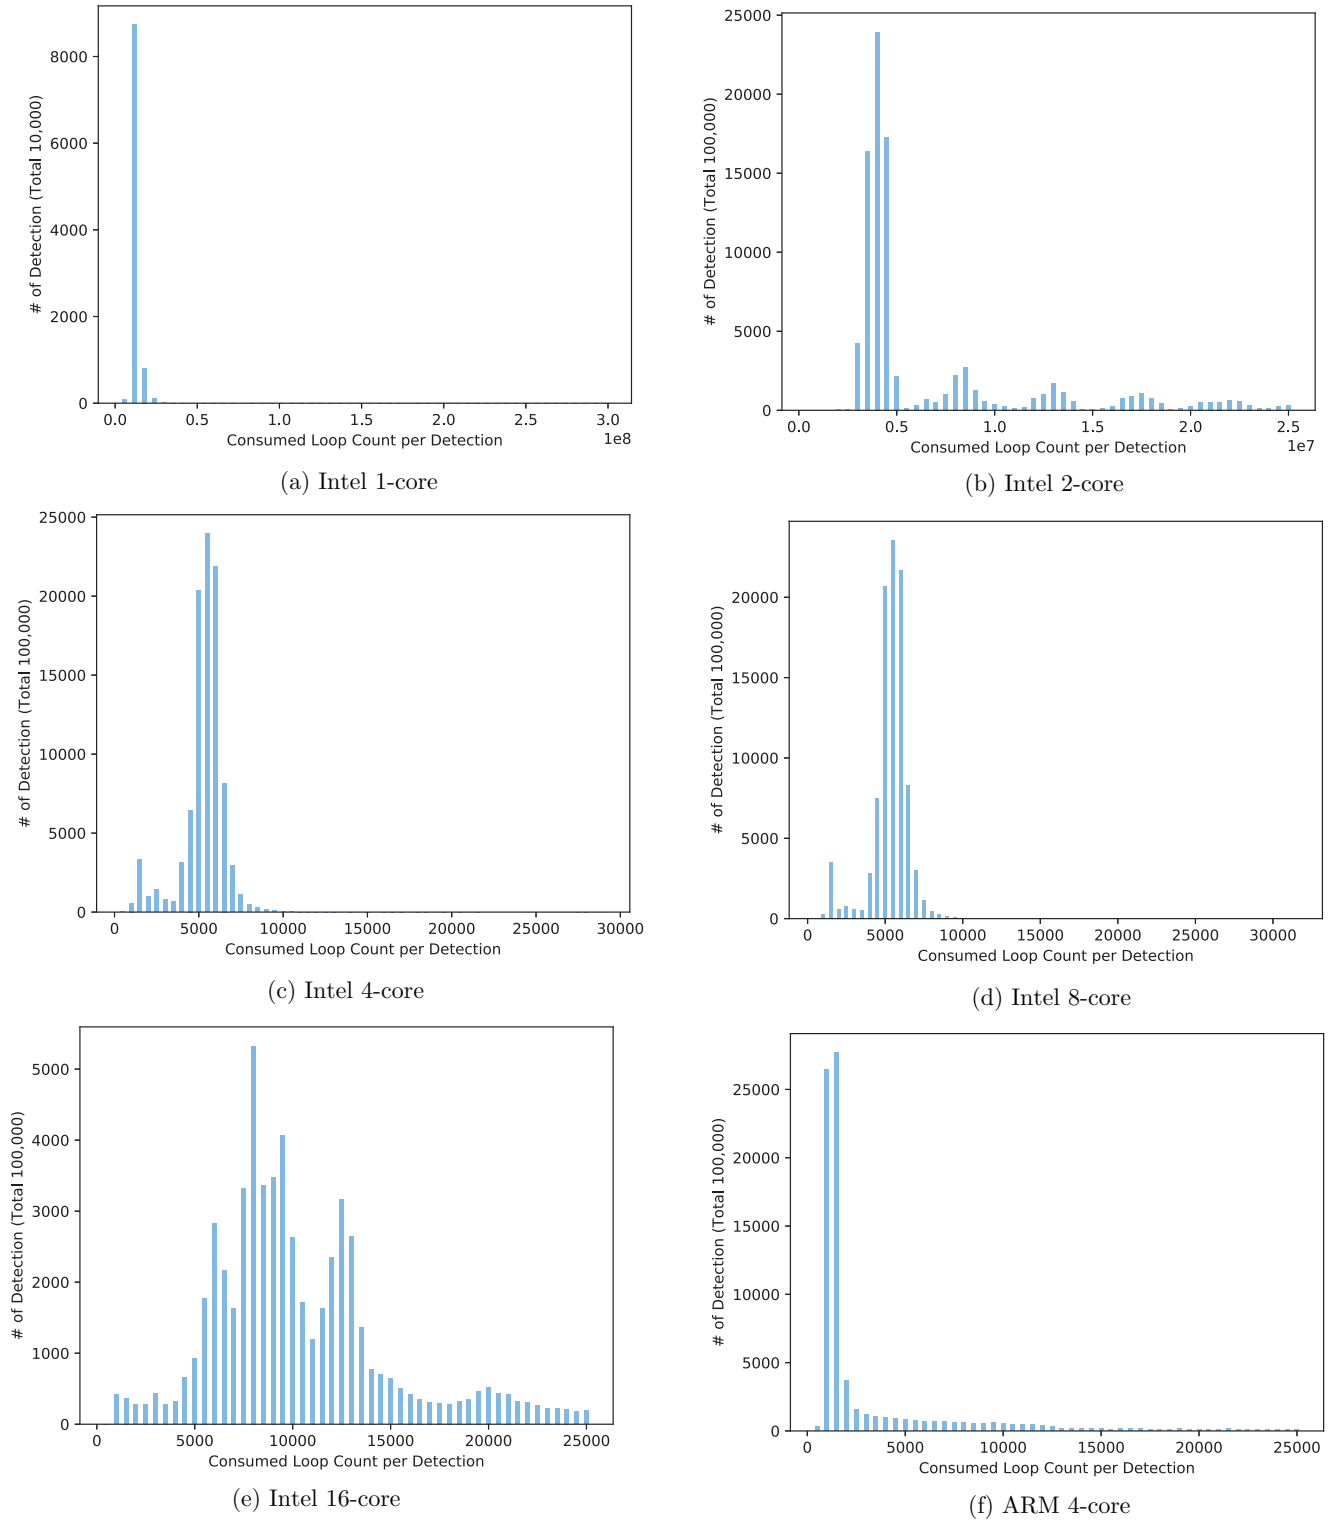 8000
6000
4000
2000
0
# of Detection (Total 10,000)
0.0 0.5 1.0 1.5 2.0 2.5 3.0
1e8
Consumed Loop Count per Detection
(a) Intel 1-core
25000
20000
15000
10000
5000
0
# of Detection (Total 100,000)
0.0 0.5 1.0 1.5 2.0 2.5
1e7
Consumed Loop Count per Detection
(b) Intel 2-core
25000
20000
15000
10000
5000
0
# of Detection (Total 100,000)
0 5000 10000 15000 20000 25000 30000
Consumed Loop Count per Detection
(c) Intel 4-core
20000
15000
10000
5000
0
# of Detection (Total 100,000)
0 5000 10000 15000 20000 25000 30000
Consumed Loop Count per Detection
(d) Intel 8-core
5000
4000
3000
2000
1000
0
# of Detection (Total 100,000)
0 5000 10000 15000 20000 25000
Consumed Loop Count per Detection
(e) Intel 16-core
25000
20000
15000
10000
5000
0
# of Detection (Total 100,000)
0 5000 10000 15000 20000 25000
Consumed Loop Count per Detection
(f) ARM 4-core